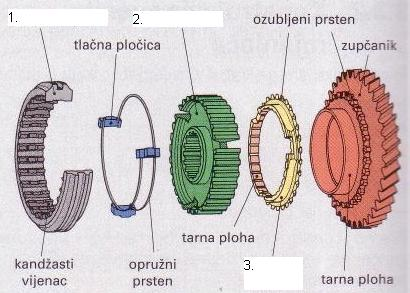 1.
2.
ozubljeni prsten
tlačna pločica
zupčanik
tarna ploha
3.
kandžasti
vijenac
opružni
prsten
tarna ploha